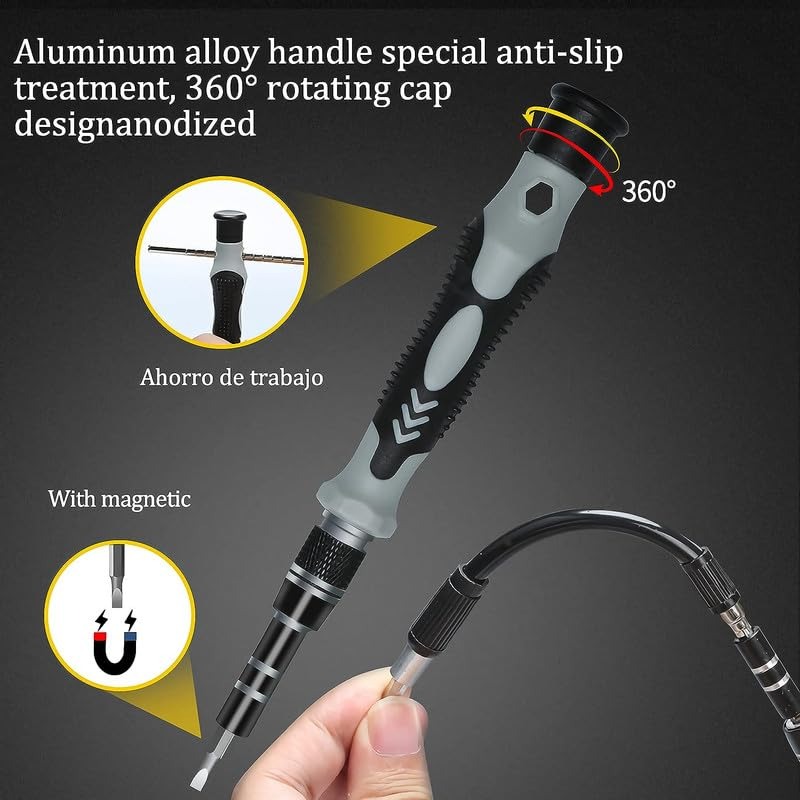 Aluminum alloy handle special anti-slip
treatment, 360° rotating cap
designanodized
360°
Ahorro de trabajo
With magnetic